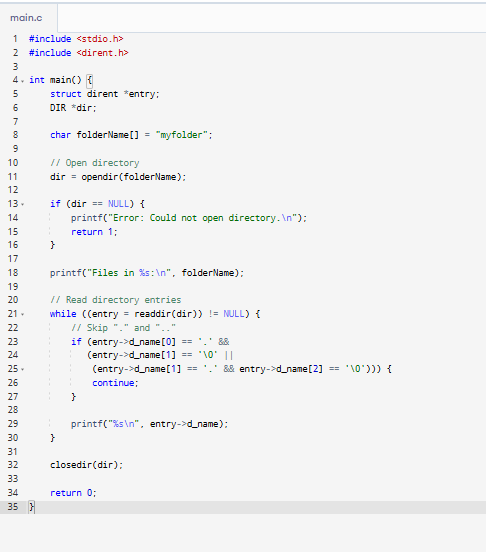 main.c
1 #include <stdio.h>
2 #include <dirent.h>
3
4 int main() {
5     struct dirent *entry;
6     DIR *dir;
7
8     char folderName[] = "myfolder";
9
10     // Open directory
11     dir = opendir(folderName);
12
13     if (dir == NULL) {
14         printf("Error: Could not open directory.\n");
15         return 1;
16     }
17
18     printf("Files in %s:\n", folderName);
19
20     // Read directory entries
21     while ((entry = readdir(dir)) != NULL) {
22         // Skip "." and ".."
23         if (entry->d_name[0] == '.' &&
24            (entry->d_name[1] == '\0' ||
25             (entry->d_name[1] == '.' && entry->d_name[2] == '\0'))) {
26             continue;
27         }
28
29         printf("%s\n", entry->d_name);
30     }
31
32     closedir(dir);
33
34     return 0;
35 }